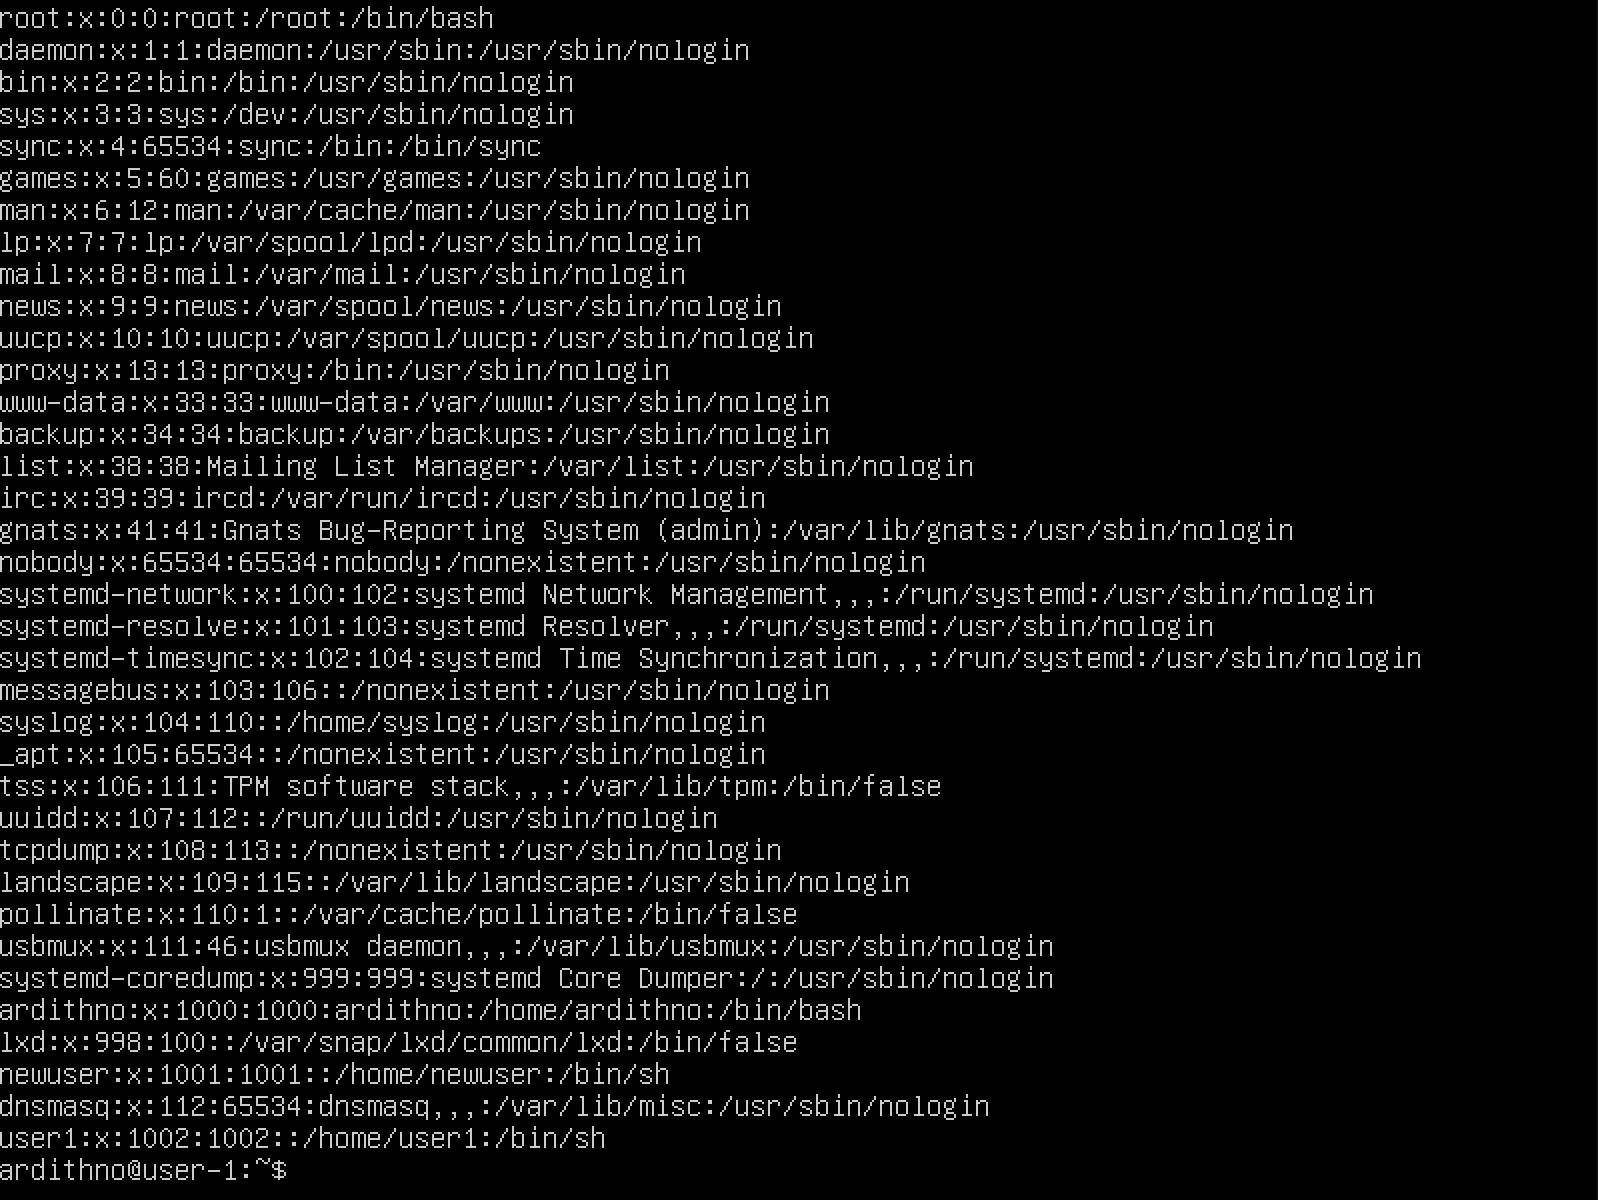 root:x:0:0:root:/root:/bin/bash
daemon:x:1:1:daemon:/usr/sbin:/usr/sbin/nologin
bin:x:2:2:bin:/bin:/usr/sbin/nologin
sys:x:3:3:sys:/dev:/usr/sbin/nologin
sync:x:4:65534:sync:/bin:/bin/sync
games:x:5:60:games:/usr/games:/usr/sbin/nologin
man:x:6:12:man:/var/cache/man:/usr/sbin/nologin
lp:x:7:7:lp:/var/spool/lpd:/usr/sbin/nologin
mail:x:8:8:mail:/var/mail:/usr/sbin/nologin
news:x:9:9:news:/var/spool/news:/usr/sbin/nologin
uucp:x:10:10:uucp:/var/spool/uucp:/usr/sbin/nologin
proxy:x:13:13:proxy:/bin:/usr/sbin/nologin
www-data:x:33:33:www-data:/var/www:/usr/sbin/nologin
backup:x:34:34:backup:/var/backups:/usr/sbin/nologin
list:x:38:38:Mailing List Manager:/var/list:/usr/sbin/nologin
irc:x:39:39:ircd:/var/run/ircd:/usr/sbin/nologin
gnats:x:41:41:Gnats Bug-Reporting System (admin):/var/lib/gnats:/usr/sbin/nologin
nobody:x:65534:65534:nobody:/nonexistent:/usr/sbin/nologin
systemd-network:x:100:102:systemd Network Management,,,:/run/systemd:/usr/sbin/nologin
systemd-resolve:x:101:103:systemd Resolver,,,:/run/systemd:/usr/sbin/nologin
systemd-timesync:x:102:104:systemd Time Synchronization,,,:/run/systemd:/usr/sbin/nologin
messagebus:x:103:106::/nonexistent:/usr/sbin/nologin
syslog:x:104:110::/home/syslog:/usr/sbin/nologin
_apt:x:105:65534::/nonexistent:/usr/sbin/nologin
tss:x:106:111:TPM software stack,,,:/var/lib/tpm:/bin/false
uuidd:x:107:112::/run/uuidd:/usr/sbin/nologin
tcpdump:x:108:113::/nonexistent:/usr/sbin/nologin
landscape:x:109:115::/var/lib/landscape:/usr/sbin/nologin
pollinate:x:110:1::/var/cache/pollinate:/bin/false
usbmux:x:111:46:usbmux daemon,,,:/var/lib/usbmux:/usr/sbin/nologin
systemd-coredump:x:999:999:systemd Core Dumper:/:/usr/sbin/nologin
ardithno:x:1000:1000:ardithno:/home/ardithno:/bin/bash
lxd:x:998:100::/var/snap/lxd/common/lxd:/bin/false
newuser:x:1001:1001::/home/newuser:/bin/sh
dnsmasq:x:112:65534:dnsmasq,,,:/var/lib/misc:/usr/sbin/nologin
user1:x:1002:1002::/home/user1:/bin/sh
ardithno@user-1:~$